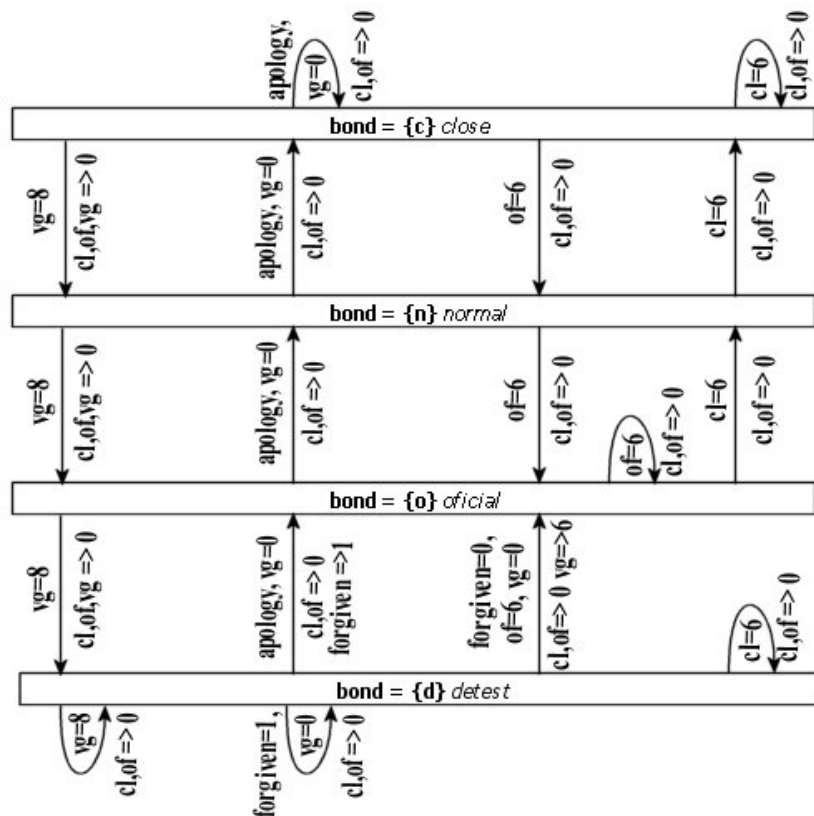 apology,
vg=0
cl,of => 0
cl=6
cl,of => 0
bond = {c} close
vg=8
cl,of,vg => 0
apology, vg=0
cl,of => 0
of=6
cl,of => 0
cl=6
cl,of => 0
bond = {n} normal
vg=8
cl,of,vg => 0
apology, vg=0
cl,of => 0
of=6
cl,of => 0
of=6
cl,of => 0
cl=6
cl,of => 0
bond = {o} oficial
vg=8
cl,of,vg => 0
apology, vg=0
cl,of => 0
forgiven =>1
forgiven=0,
of=6, vg=0
cl,of=> 0 vg=>6
cl=6
cl,of => 0
bond = {d} detest
vg=8
cl,of => 0
forgiven=1,
vg=0
cl,of => 0